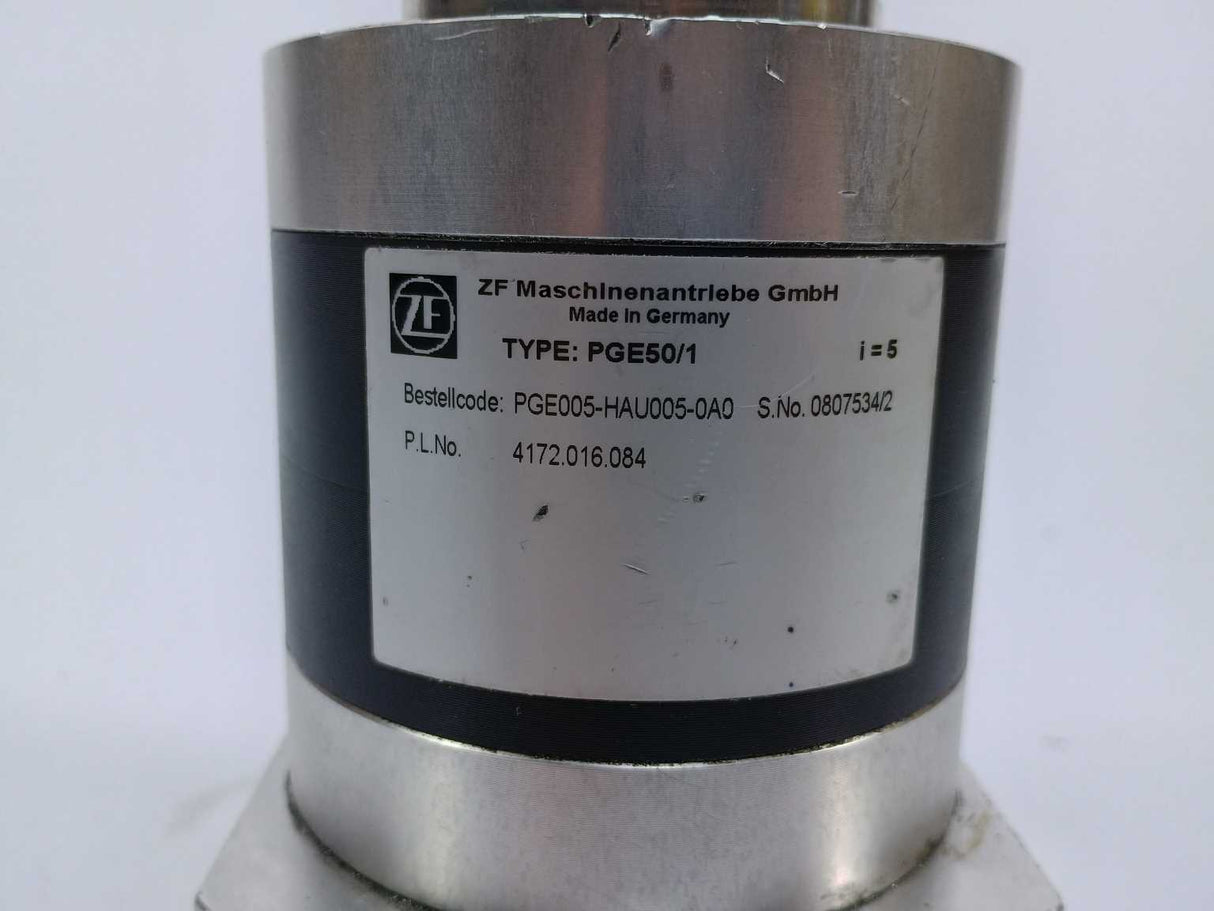 ZF
ZF Maschinenantriebe GmbH
Made in Germany
TYPE: PGE50/1 i = 5
Bestellcode: PGE005-HAU005-0A0 S.No. 0807534/2
P.L.No. 4172.016.084